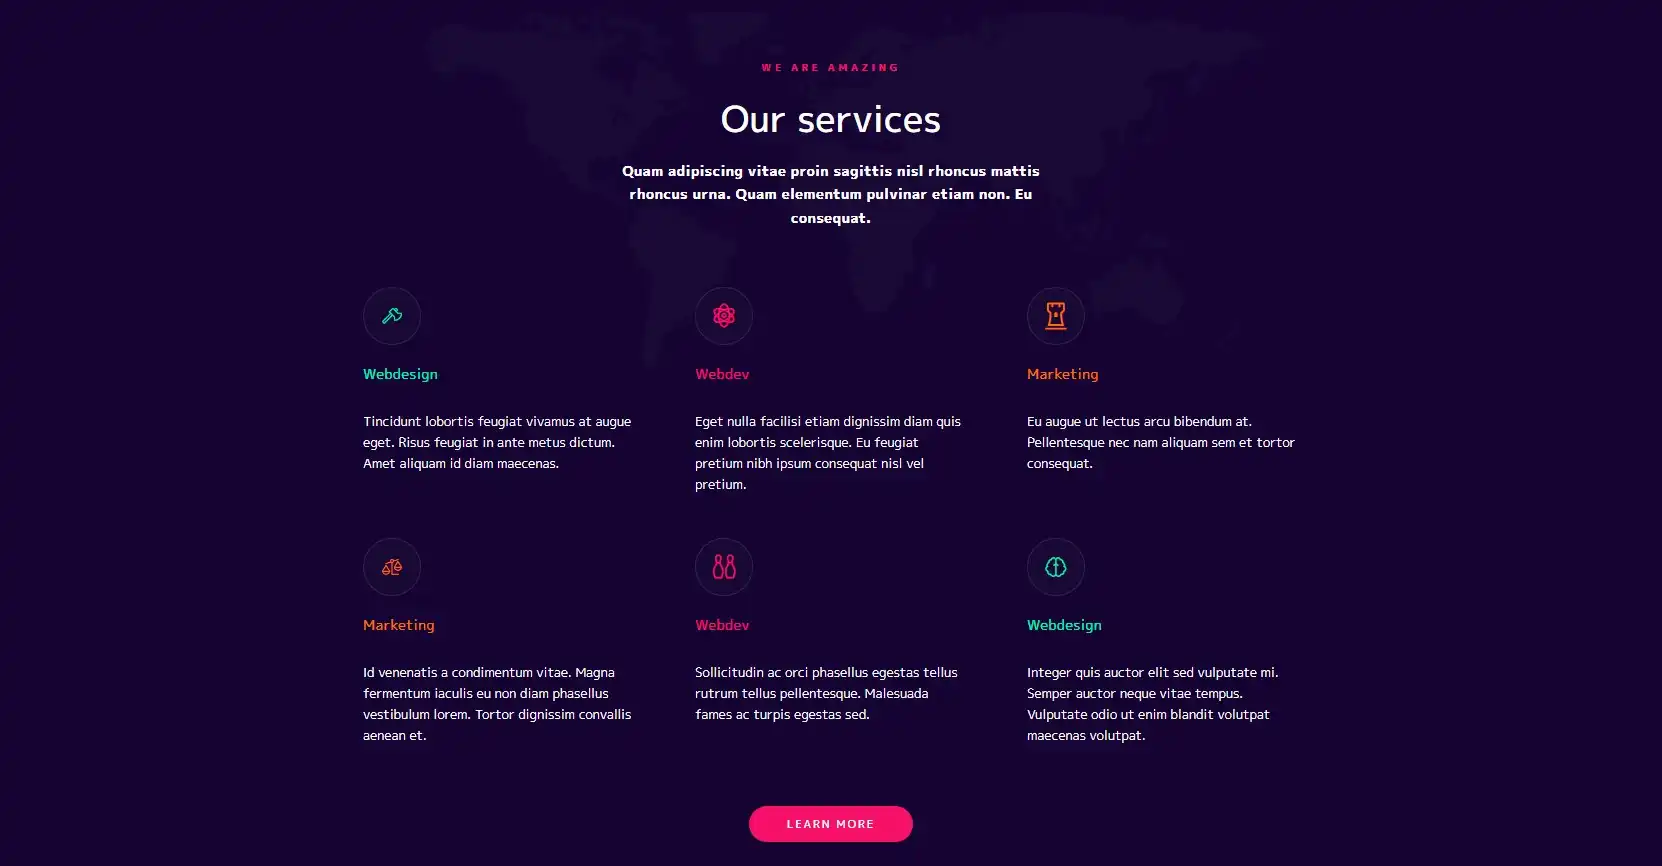 WE ARE AMAZING
Our services
Quam adipiscing vitae proin sagittis nisl rhoncus mattis
rhoncus urna. Quam elementum pulvinar etiam non. Eu
consequat.
Webdesign
Tincidunt lobortis feugiat vivamus at augue
eget. Risus feugiat in ante metus dictum.
Amet aliquam id diam maecenas.
Webdev
Eget nulla facilisi etiam dignissim diam quis
enim lobortis scelerisque. Eu feugiat
pretium nibh ipsum consequat nisl vel
pretium.
Marketing
Eu augue ut lectus arcu bibendum at.
Pellentesque nec nam aliquam sem et tortor
consequat.
Marketing
Id venenatis a condimentum vitae. Magna
fermentum iaculis eu non diam phasellus
vestibulum lorem. Tortor dignissim convallis
aenean et.
Webdev
Sollicitudin ac orci phasellus egestas tellus
rutrum tellus pellentesque. Malesuada
fames ac turpis egestas sed.
Webdesign
Integer quis auctor elit sed vulputate mi.
Semper auctor neque vitae tempus.
Vulputate odio ut enim blandit volutpat
maecenas volutpat.
LEARN MORE